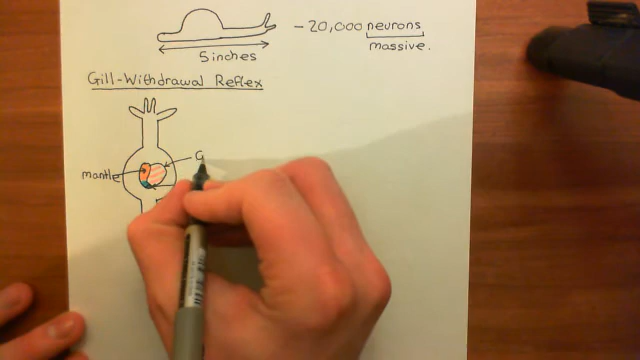 - 20,000 neurons
massive.
5 inches
Gill-Withdrawal Reflex
mantle
G